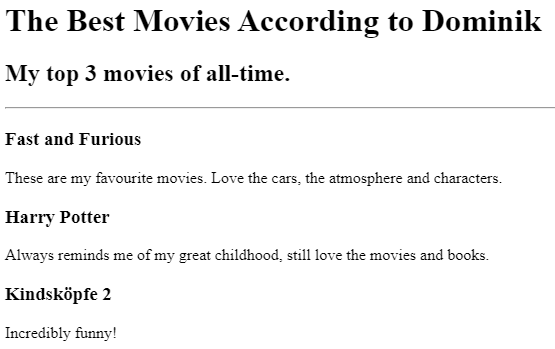 The Best Movies According to Dominik
My top 3 movies of all-time.
Fast and Furious
These are my favourite movies. Love the cars, the atmosphere and characters.
Harry Potter
Always reminds me of my great childhood, still love the movies and books.
Kindsköpfe 2
Incredibly funny!